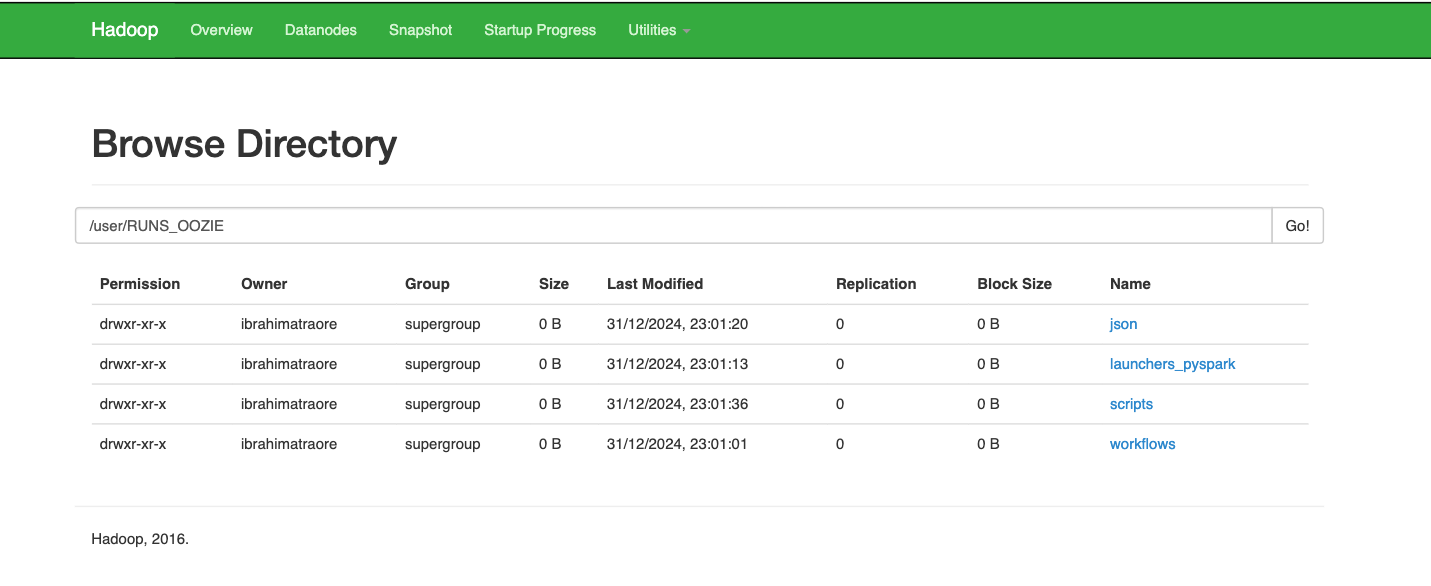 Hadoop Overview Datanodes Snapshot Startup Progress Utilities
Browse Directory
/user/RUNS_OOZIE Go!
Permission Owner Group Size Last Modified Replication Block Size Name
drwxr-xr-x ibrahimatraore supergroup 0 B 31/12/2024, 23:01:20 0 0 B json
drwxr-xr-x ibrahimatraore supergroup 0 B 31/12/2024, 23:01:13 0 0 B launchers_pyspark
drwxr-xr-x ibrahimatraore supergroup 0 B 31/12/2024, 23:01:36 0 0 B scripts
drwxr-xr-x ibrahimatraore supergroup 0 B 31/12/2024, 23:01:01 0 0 B workflows
Hadoop, 2016.